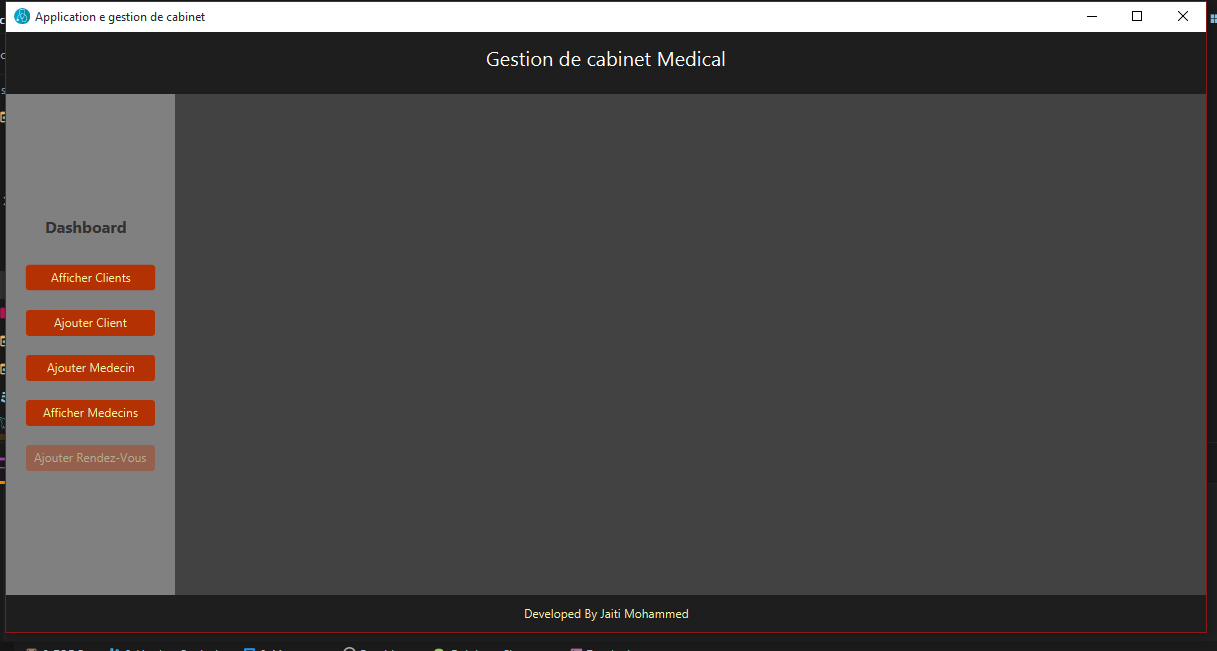 Application e gestion de cabinet
Gestion de cabinet Medical
Dashboard
Afficher Clients
Ajouter Client
Ajouter Medecin
Afficher Medecins
Ajouter Rendez-Vous
Developed By Jaiti Mohammed